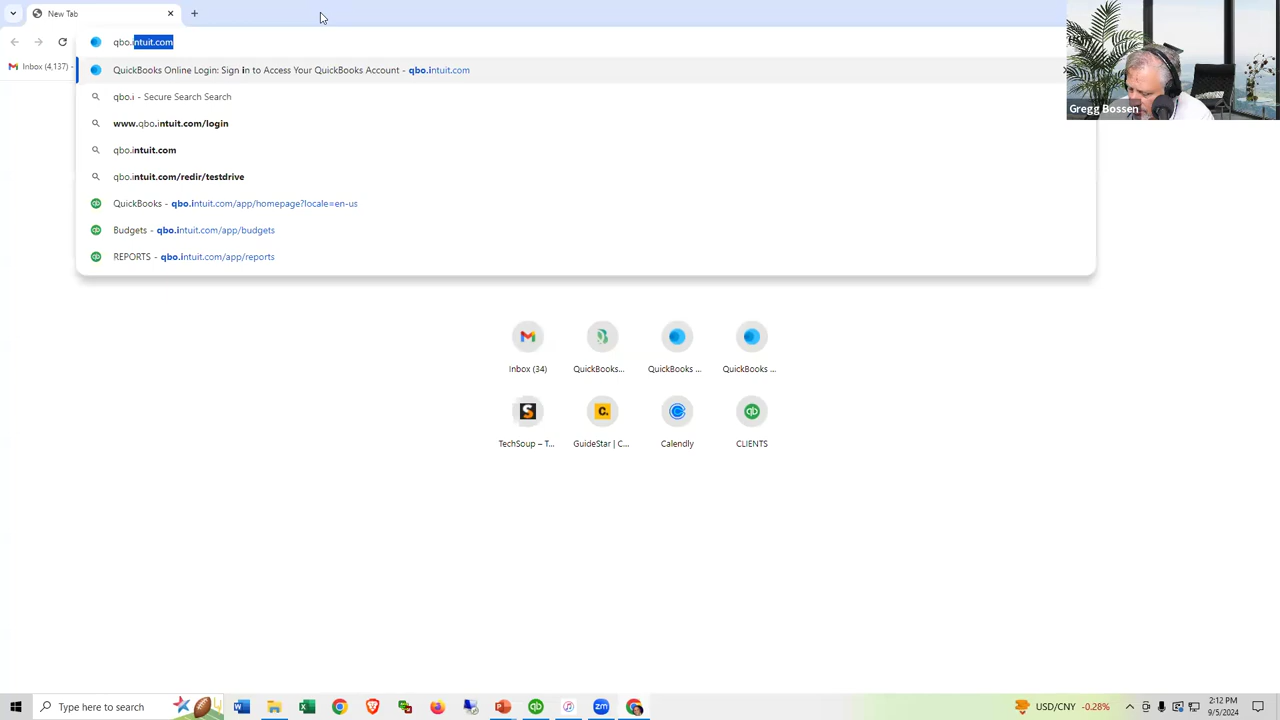 New Tab
qbo.intuit.com
Inbox (4,137) -
QuickBooks Online Login: Sign in to Access Your QuickBooks Account - qbo.intuit.com
qbo.i - Secure Search Search
www.qbo.intuit.com/login
qbo.intuit.com
qbo.intuit.com/redir/testdrive
QuickBooks - qbo.intuit.com/app/homepage?locale=en-us
Budgets - qbo.intuit.com/app/budgets
REPORTS - qbo.intuit.com/app/reports
Gregg Bossen
Inbox (34)
QuickBooks...
QuickBooks ...
QuickBooks ...
TechSoup – T...
GuideStar | C...
Calendly
CLIENTS
Type here to search
USD/CNY -0.28%
2:12 PM
9/5/2024